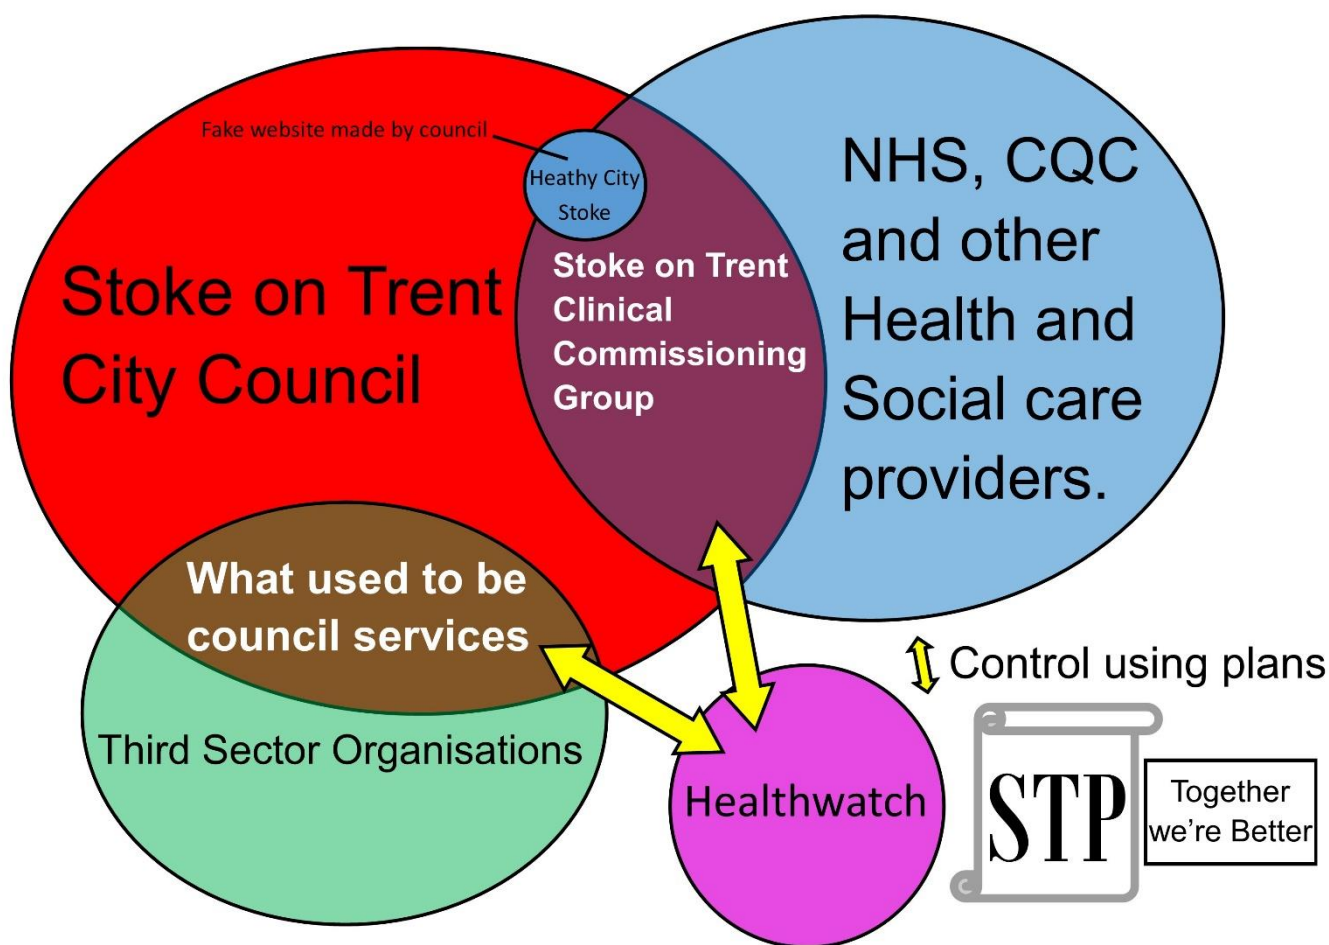 Fake website made by council
Heathy City
Stoke
Stoke on Trent
City Council
Stoke on Trent
Clinical
Commissioning
Group
NHS, CQC
and other
Health and
Social care
providers.
What used to be
council services
Third Sector Organisations
Healthwatch
Control using plans
STP
Together
we’re Better